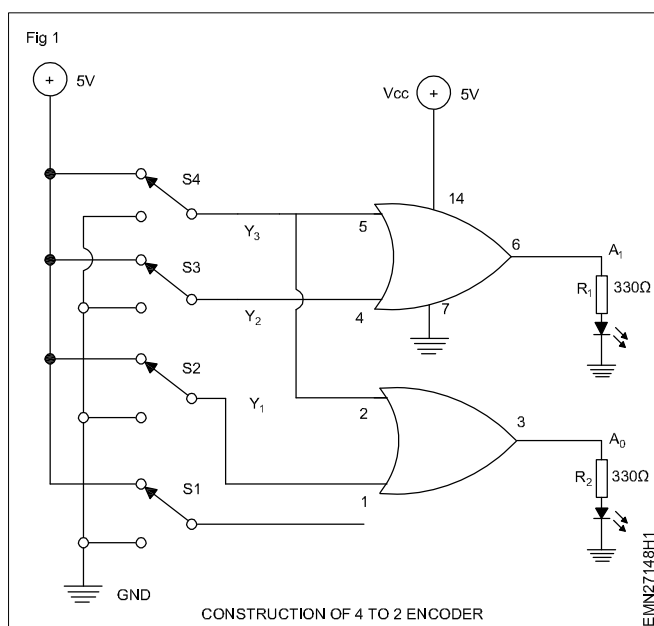 Fig 1
5V
Vcc
5V
S4
14
Y3
5
6
A1
S3
R1
330Ω
Y2
4
7
S2
Y1
2
3
A0
1
R2
330Ω
S1
GND
CONSTRUCTION OF 4 TO 2 ENCODER
EMN27148H1